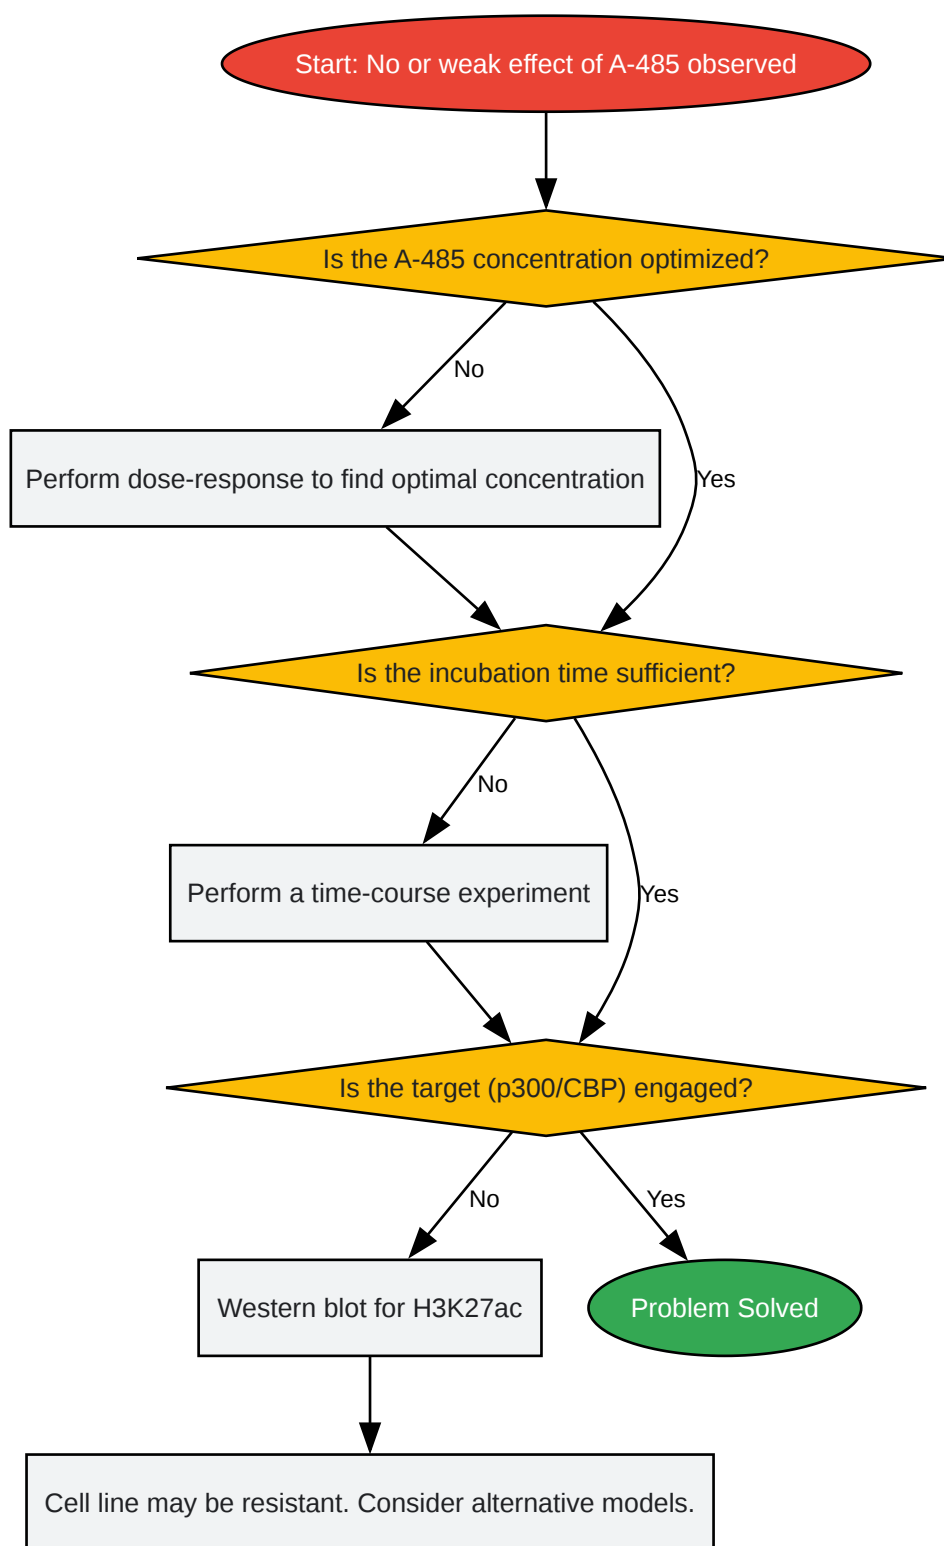 Start: No or weak effect of A-485 observed
Is the A-485 concentration optimized?
No
Perform dose-response to find optimal concentration
Yes
Is the incubation time sufficient?
No
Perform a time-course experiment
Yes
Is the target (p300/CBP) engaged?
No
Yes
Western blot for H3K27ac
Problem Solved
Cell line may be resistant. Consider alternative models.